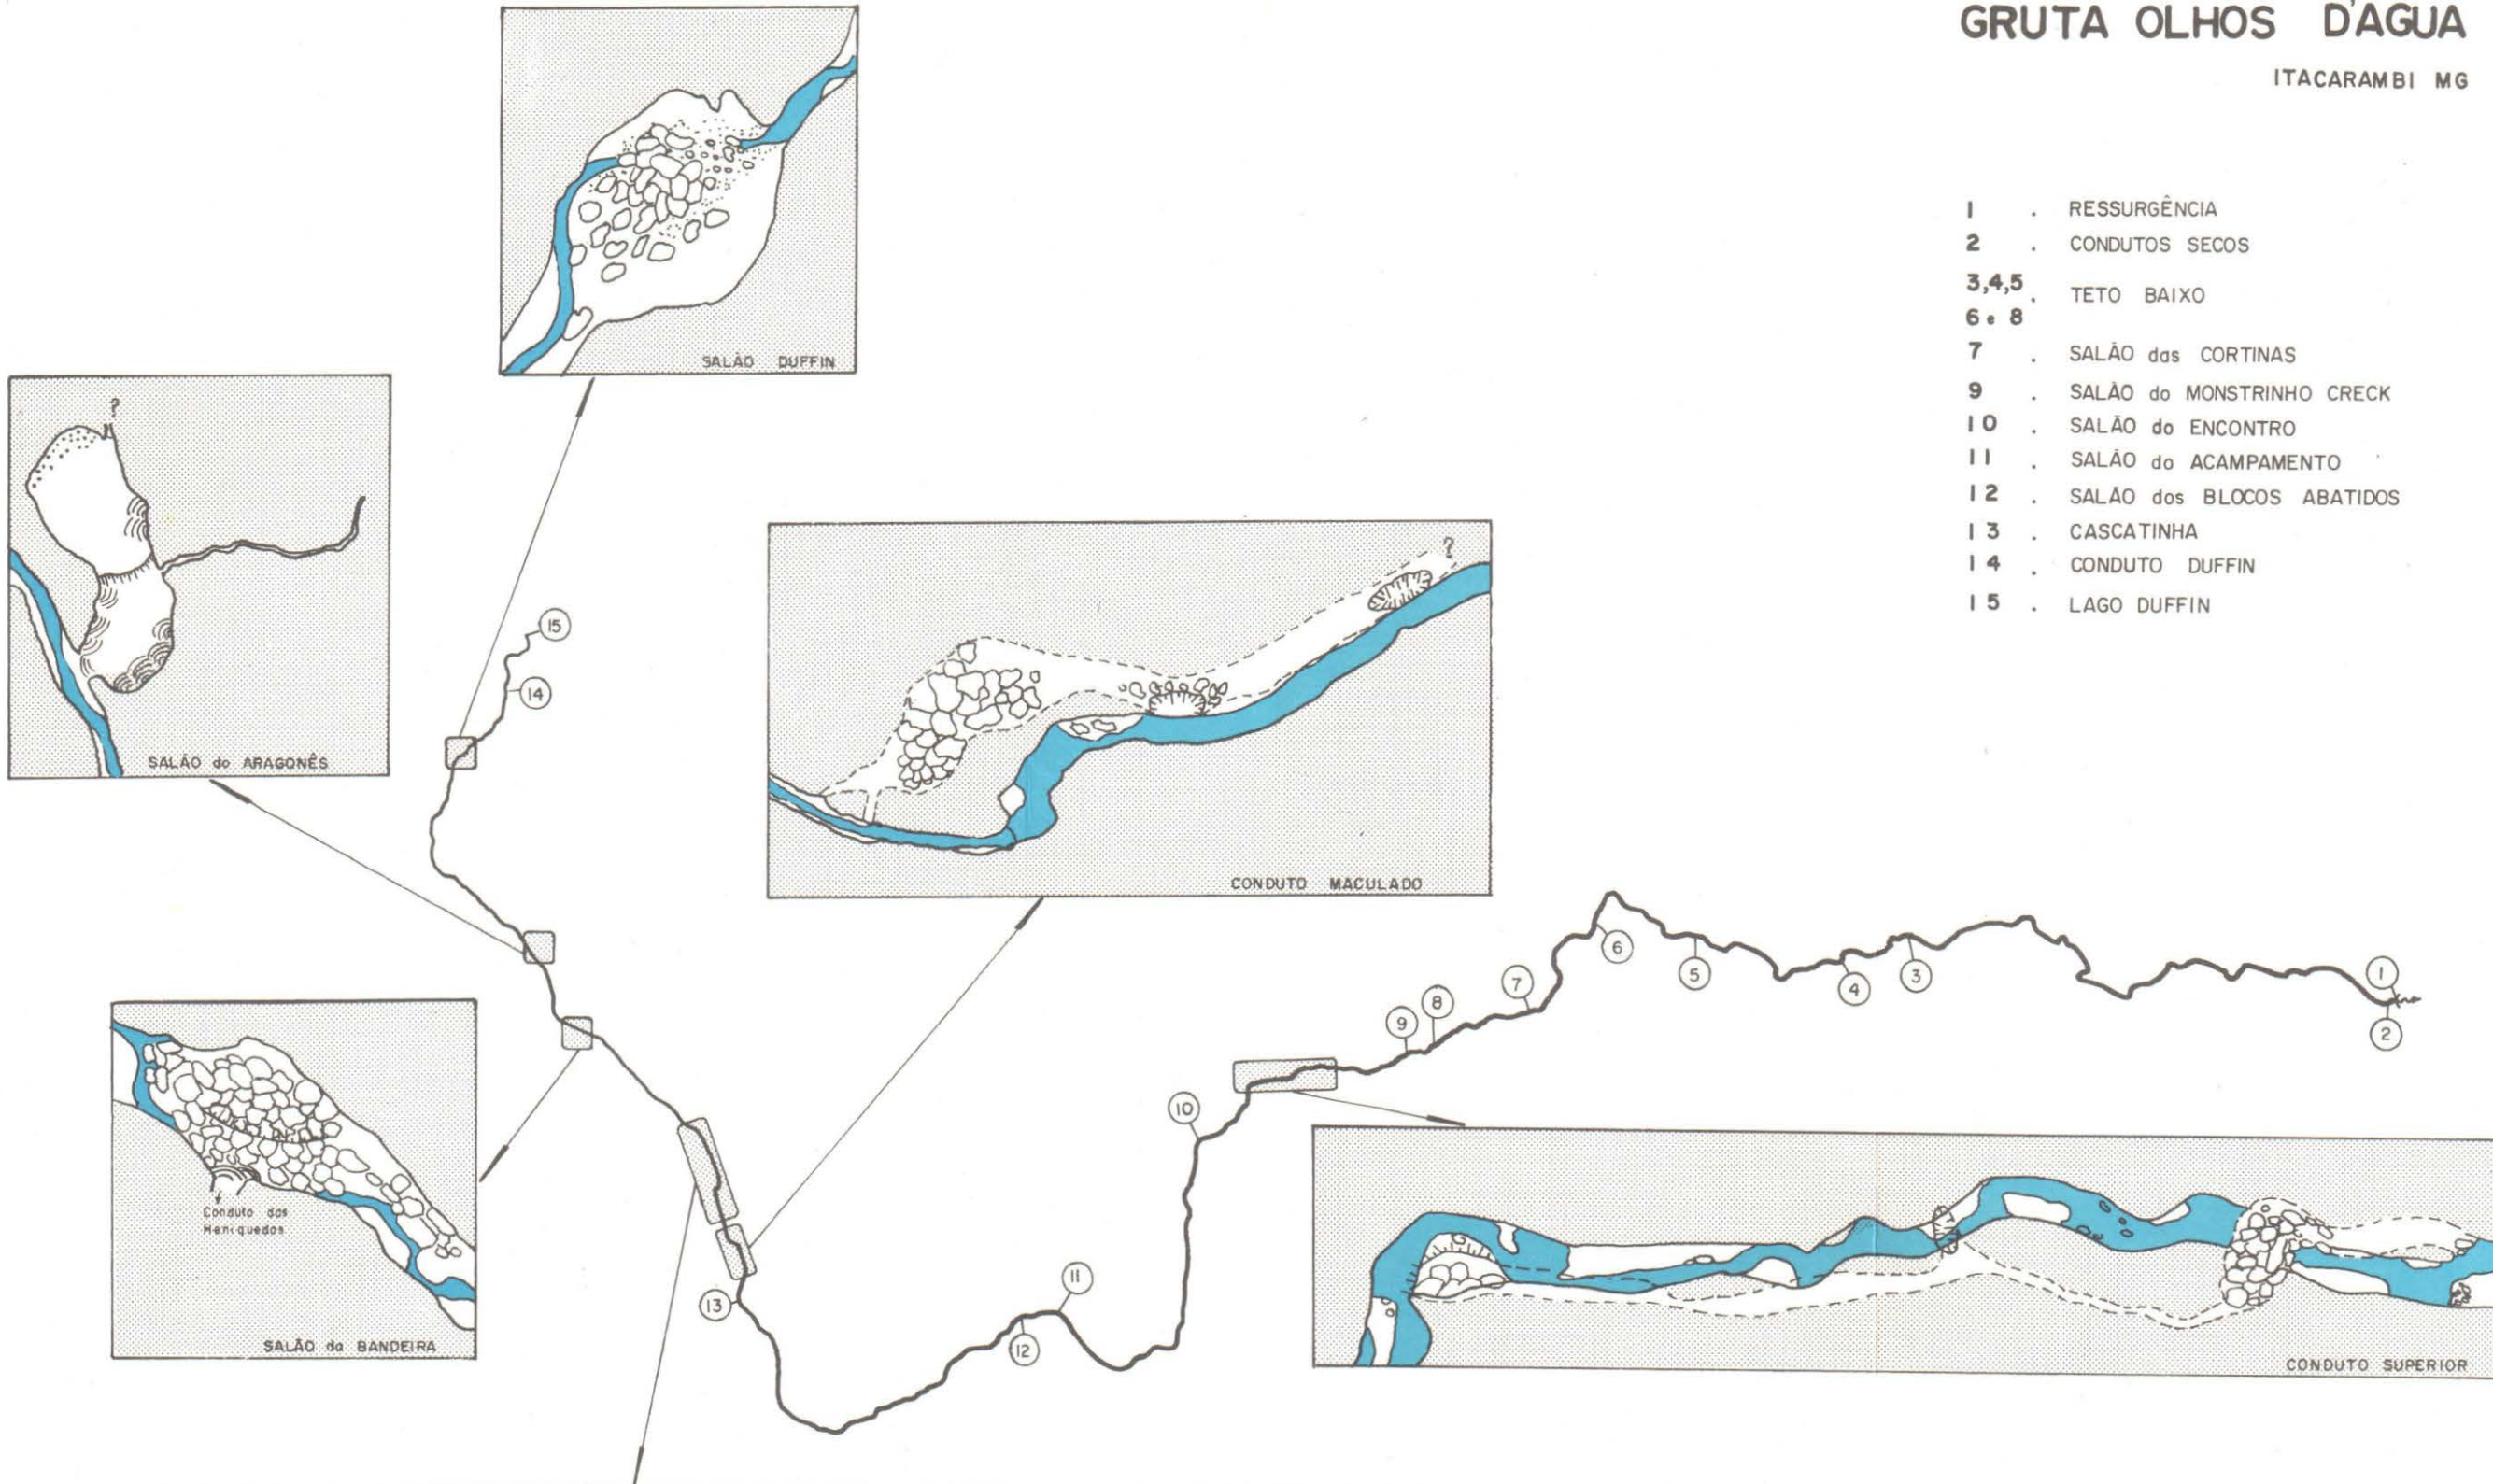 GRUTA OLHOS D'AGUA
ITACARAMBI MG
1 . RESSURGÊNCIA
2 . CONDUTOS SECOS
3,4,5
6 e 8 . TETO BAIXO
7 . SALÃO das CORTINAS
9 . SALÃO do MONSTRINHO CRECK
10 . SALÃO do ENCONTRO
11 . SALÃO do ACAMPAMENTO
12 . SALÃO dos BLOCOS ABATIDOS
13 . CASCATINHA
14 . CONDUTO DUFFIN
15 . LAGO DUFFIN
SALÃO DUFFIN
?
SALÃO do ARAGONÊS
?
CONDUTO MACULADO
15
14
6
5
4
3
1
2
7
8
9
10
11
12
13
Conduto dos
Heniquedos
SALÃO da BANDEIRA
CONDUTO SUPERIOR